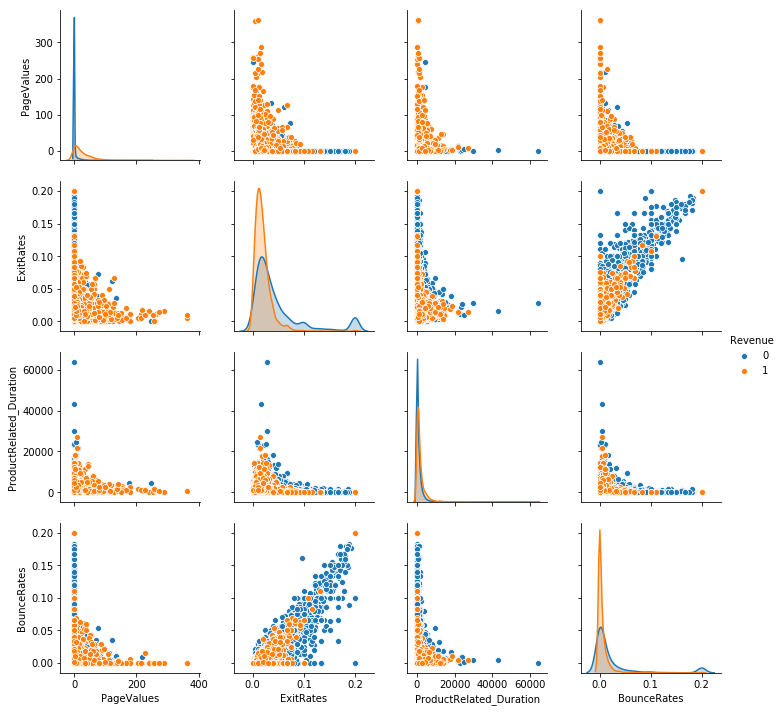 PageValues
300
200
100
0
ExitRates
0.20
0.15
0.10
0.05
0.00
Revenue
0
1
ProductRelated_Duration
60000
40000
20000
0
BounceRates
0.20
0.15
0.10
0.05
0.00
0 200 400
0.0 0.1 0.2
0 20000 40000 60000
0.0 0.1 0.2
PageValues
ExitRates
ProductRelated_Duration
BounceRates